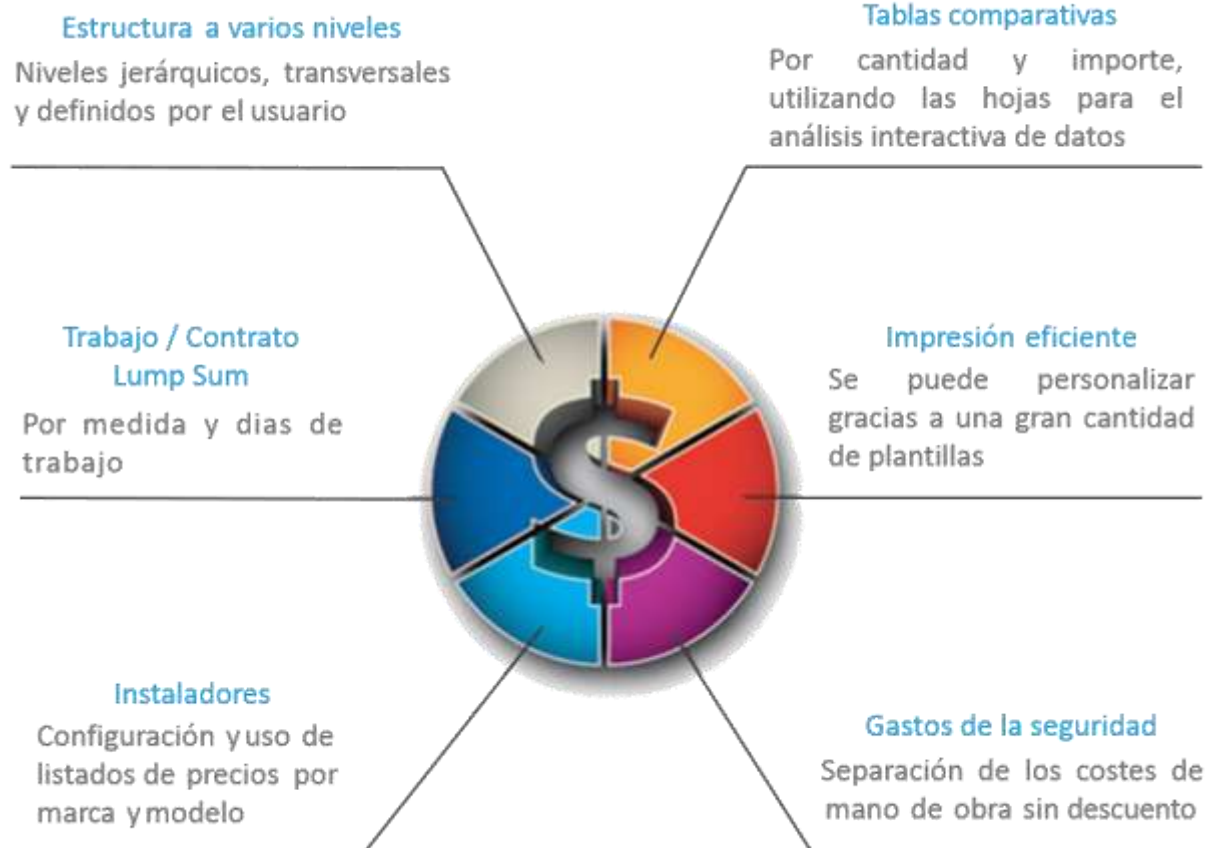 Estructura a varios niveles
Niveles jerárquicos, transversales
y definidos por el usuario
Tablas comparativas
Por cantidad y importe,
utilizando las hojas para el
análisis interactiva de datos
Trabajo / Contrato
Lump Sum
Por medida y dias de
trabajo
Impresión eficiente
Se puede personalizar
gracias a una gran cantidad
de plantillas
Instaladores
Configuración y uso de
listados de precios por
marca y modelo
Gastos de la seguridad
Separación de los costes de
mano de obra sin descuento
$